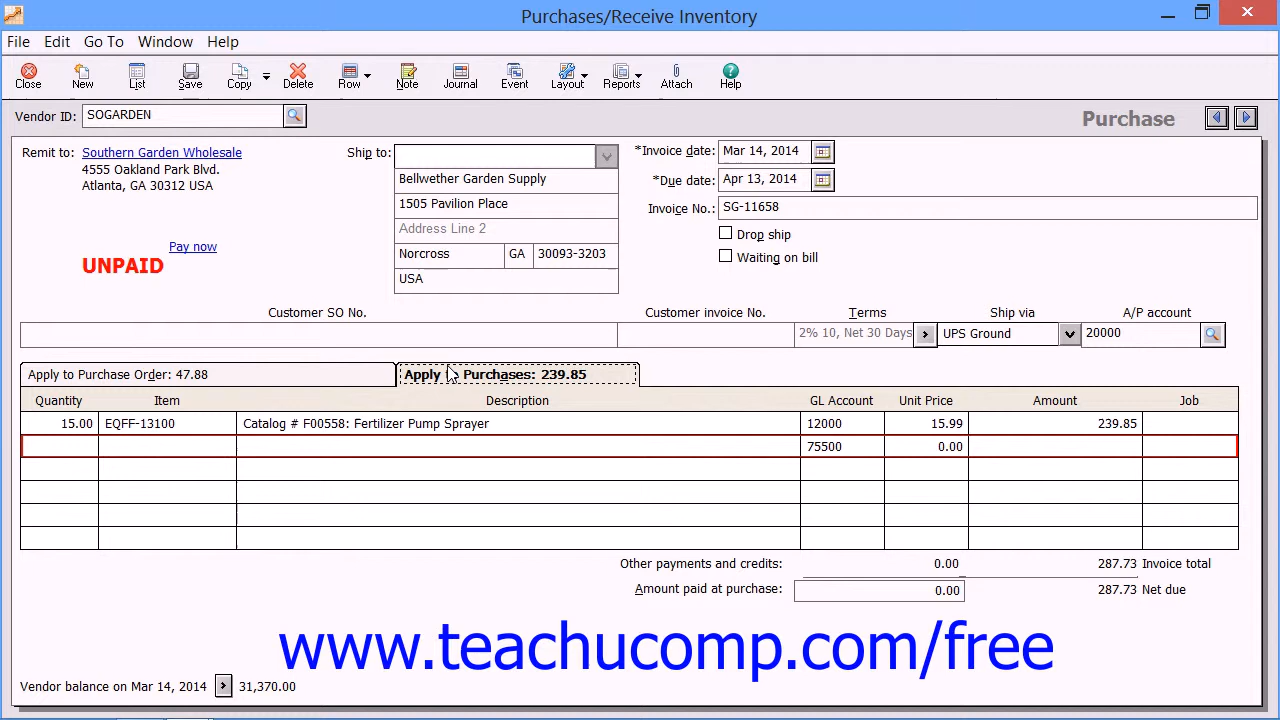 Purchases/Receive Inventory
File Edit Go To Window Help
Close New List Save Copy Delete Row Note Journal Event Layout Reports Attach Help
Vendor ID: SOGARDEN
Purchase
Remit to: Southern Garden Wholesale
4555 Oakland Park Blvd.
Atlanta, GA 30312 USA
Pay now
UNPAID
Ship to:
Bellwether Garden Supply
1505 Pavilion Place
Address Line 2
Norcross GA 30093-3203
USA
*Invoice date: Mar 14, 2014
*Due date: Apr 13, 2014
Invoice No.: SG-11658
Drop ship
Waiting on bill
Customer SO No. Customer invoice No. Terms Ship via A/P account
2% 10, Net 30 Days UPS Ground 20000
Apply to Purchase Order: 47.88 Apply to Purchases: 239.85
Quantity Item Description GL Account Unit Price Amount Job
15.00 EQFF-13100 Catalog # F00558: Fertilizer Pump Sprayer 12000 15.99 239.85
75500 0.00
Other payments and credits: 0.00 287.73 Invoice total
Amount paid at purchase: 0.00 287.73 Net due
www.teachucomp.com/free
Vendor balance on Mar 14, 2014 31,370.00